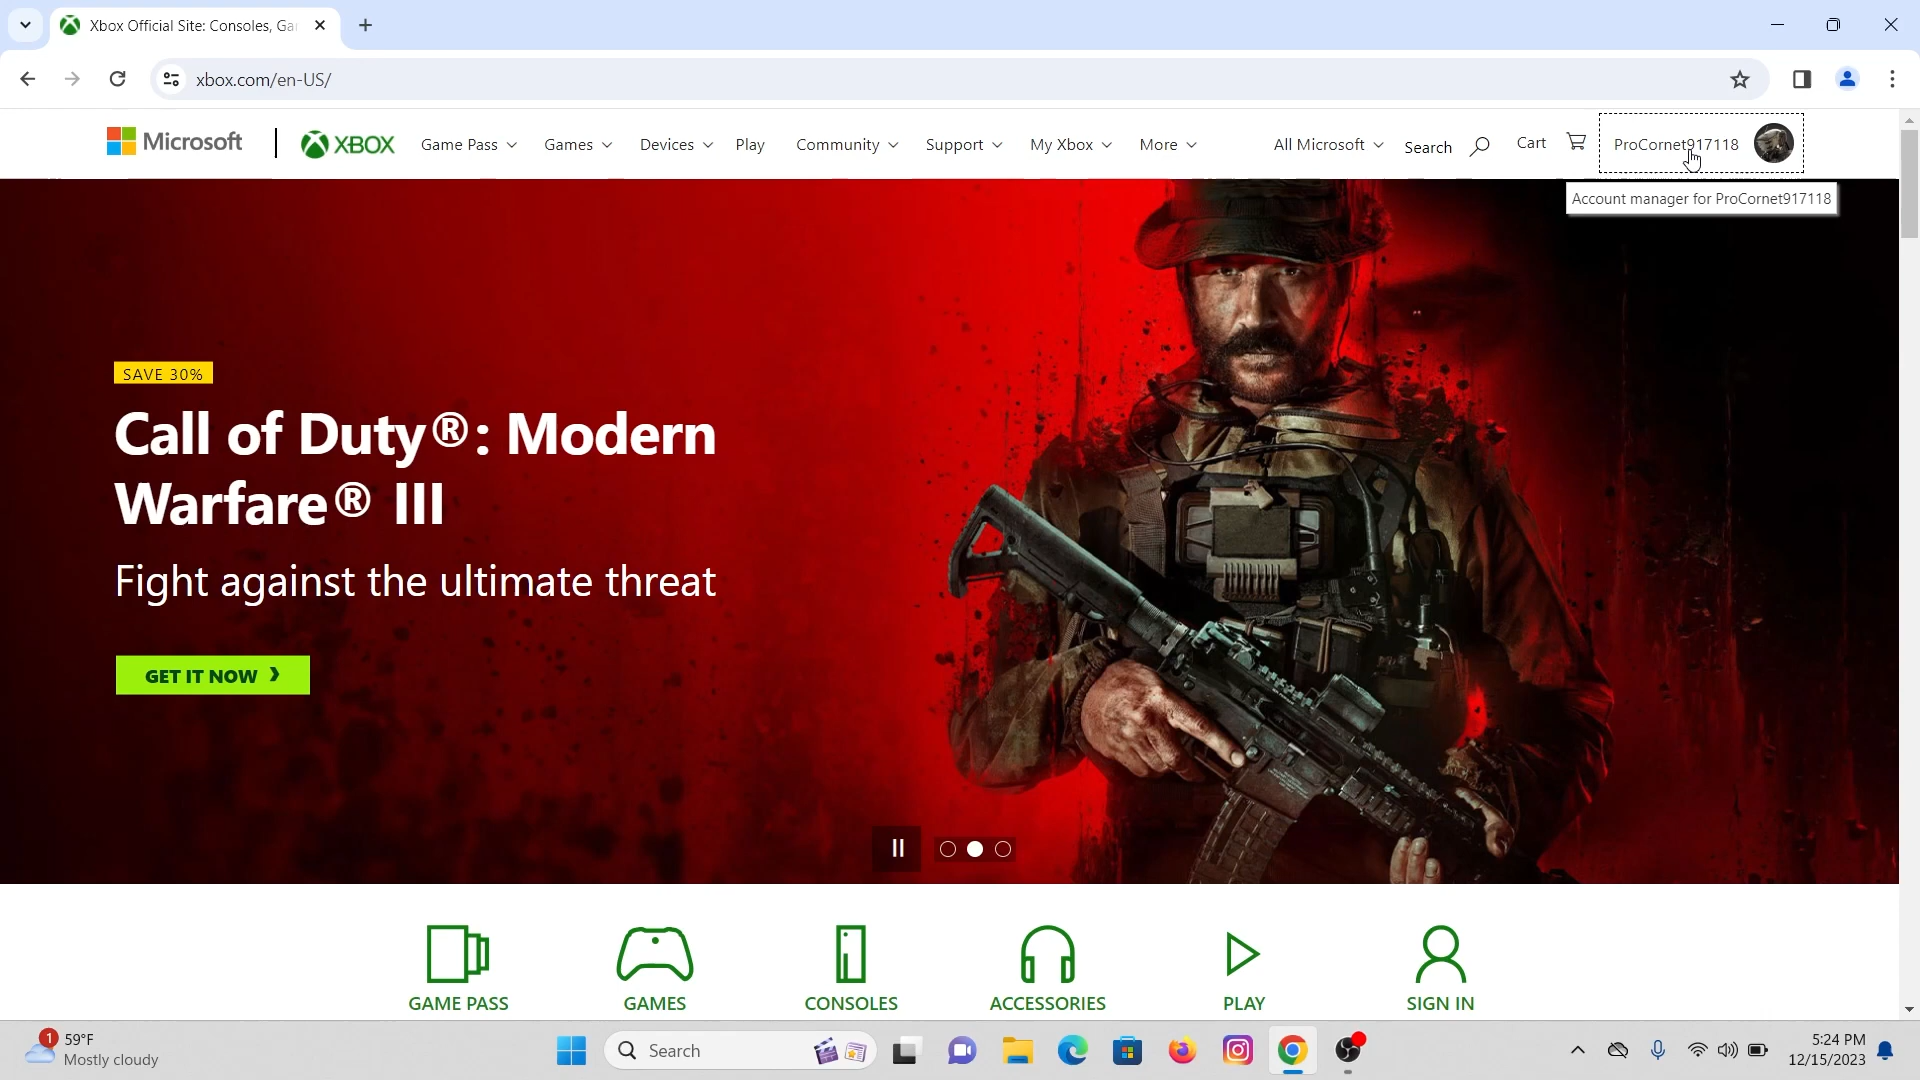 Xbox Official Site: Consoles, Ga
xbox.com/en-US/
Microsoft
XBOX
Game Pass
Games
Devices
Play
Community
Support
My Xbox
More
All Microsoft
Search
Cart
ProCornet917118
Account manager for ProCornet917118
SAVE 30%
Call of Duty®: Modern
Warfare® III
Fight against the ultimate threat
GET IT NOW
GAME PASS
GAMES
CONSOLES
ACCESSORIES
PLAY
SIGN IN
1
59°F
Mostly cloudy
Search
5:24 PM
12/15/2023